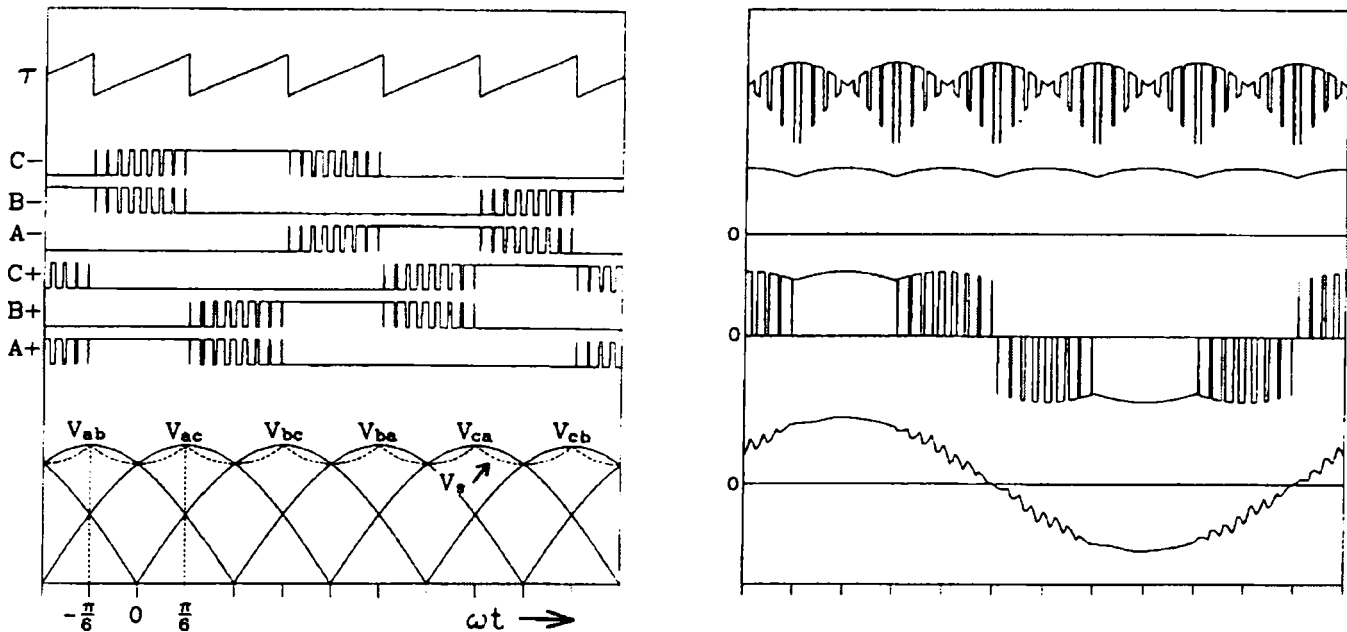 τ
C−
B−
A−
C+
B+
A+
Vab Vac Vbc Vba Vca Vcb
Vs
−π/6 0 π/6 ωt
0
0
0